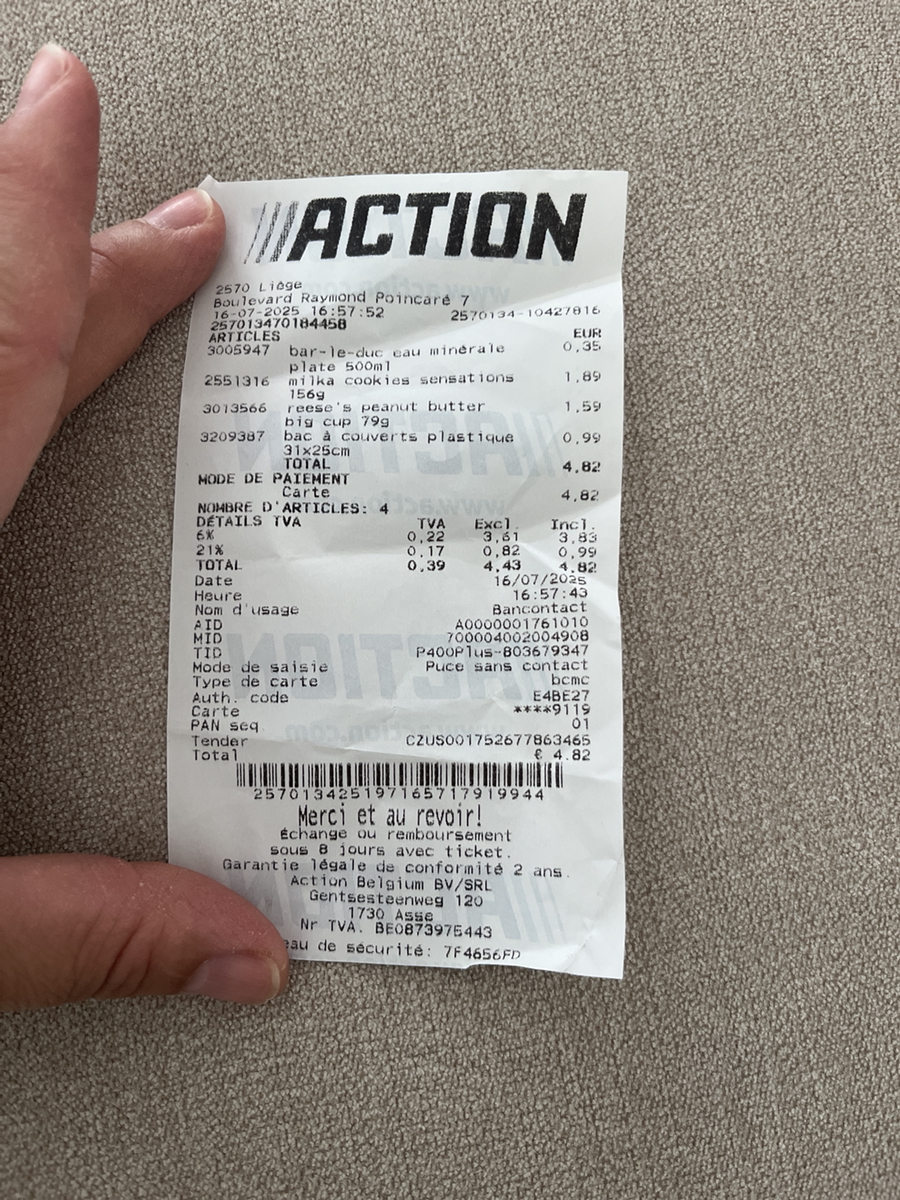 ///ACTION
2570 Liège
Boulevard Raymond Poincaré 7
16-07-2025 16:57:52 2570134-10427816
257013470184458
ARTICLES EUR
3005947 bar-le-duc eau minérale 0,35
plate 500ml
2551316 milka cookies sensations 1,89
156g
3013566 reese's peanut butter 1,59
big cup 79g
3209387 bac à couverts plastique 0,99
31x25cm
TOTAL 4,82
MODE DE PAIEMENT
Carte 4,82
NOMBRE D'ARTICLES: 4
DÉTAILS TVA TVA Excl. Incl.
6% 0,22 3,61 3,83
21% 0,17 0,82 0,99
TOTAL 0,39 4,43 4,82
Date 16/07/2025
Heure 16:57:43
Nom d'usage Bancontact
AID A0000001761010
MID 700004002004908
TID P400Plus-803679347
Mode de saisie Puce sans contact
Type de carte bcmc
Auth. code E4BE27
Carte ****9119
PAN seq 01
Tender CZUS001752677863465
Total € 4.82
257013425197165717919944
Merci et au revoir!
Échange ou remboursement
sous 8 jours avec ticket.
Garantie légale de conformité 2 ans.
Action Belgium BV/SRL
Gentsesteenweg 120
1730 Asse
Nr TVA. BE0873975443
eau de sécurité: 7F4656FD